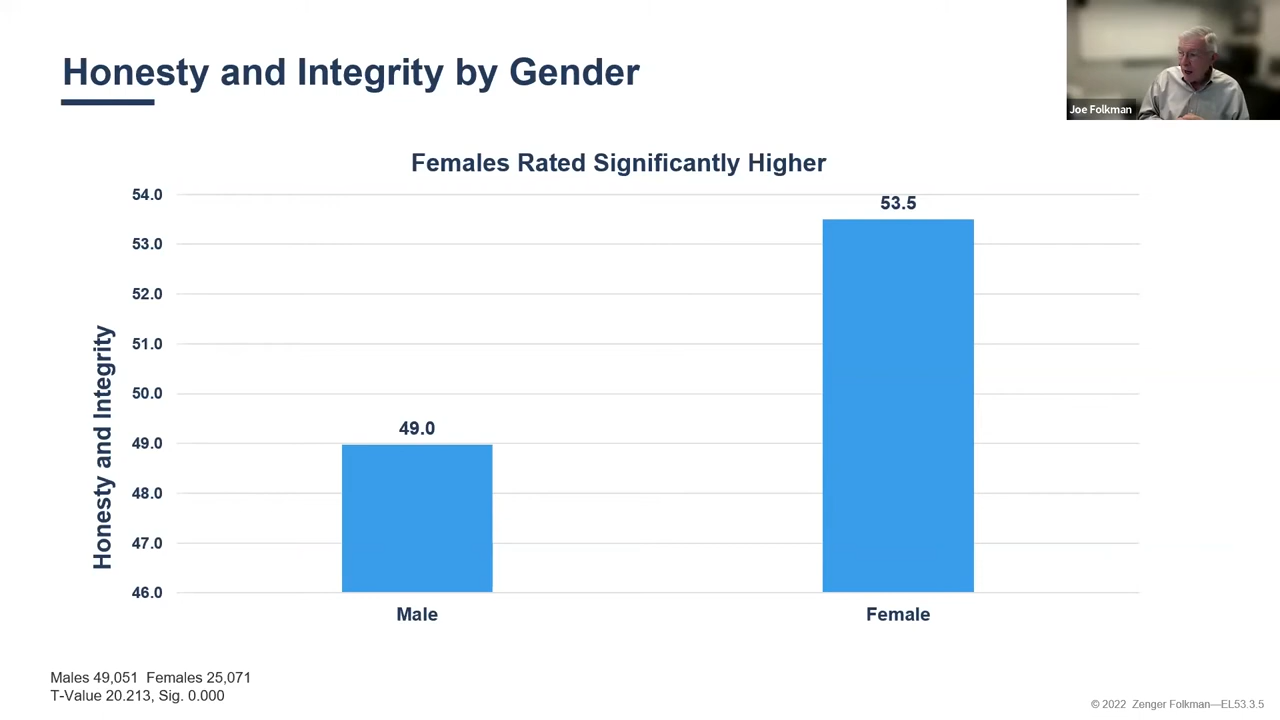 Honesty and Integrity by Gender
Joe Folkman
Females Rated Significantly Higher
54.0
53.0
52.0
51.0
50.0
49.0
48.0
47.0
46.0
Honesty and Integrity
49.0
53.5
Male
Female
Males 49,051  Females 25,071
T-Value 20.213, Sig. 0.000
© 2022  Zenger Folkman—EL53.3.5